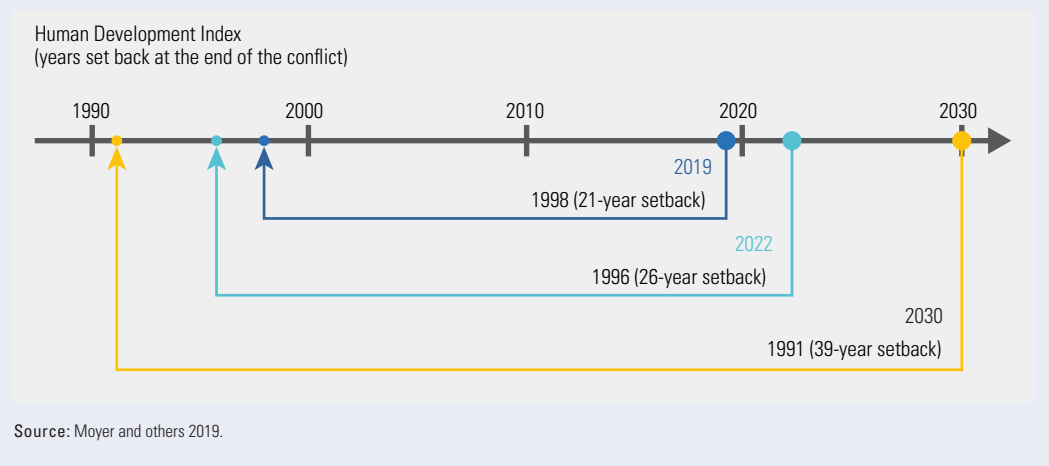 Human Development Index
(years set back at the end of the conflict)
1990
2000
2010
2020
2030
2019
1998 (21-year setback)
2022
1996 (26-year setback)
2030
1991 (39-year setback)
Source: Moyer and others 2019.